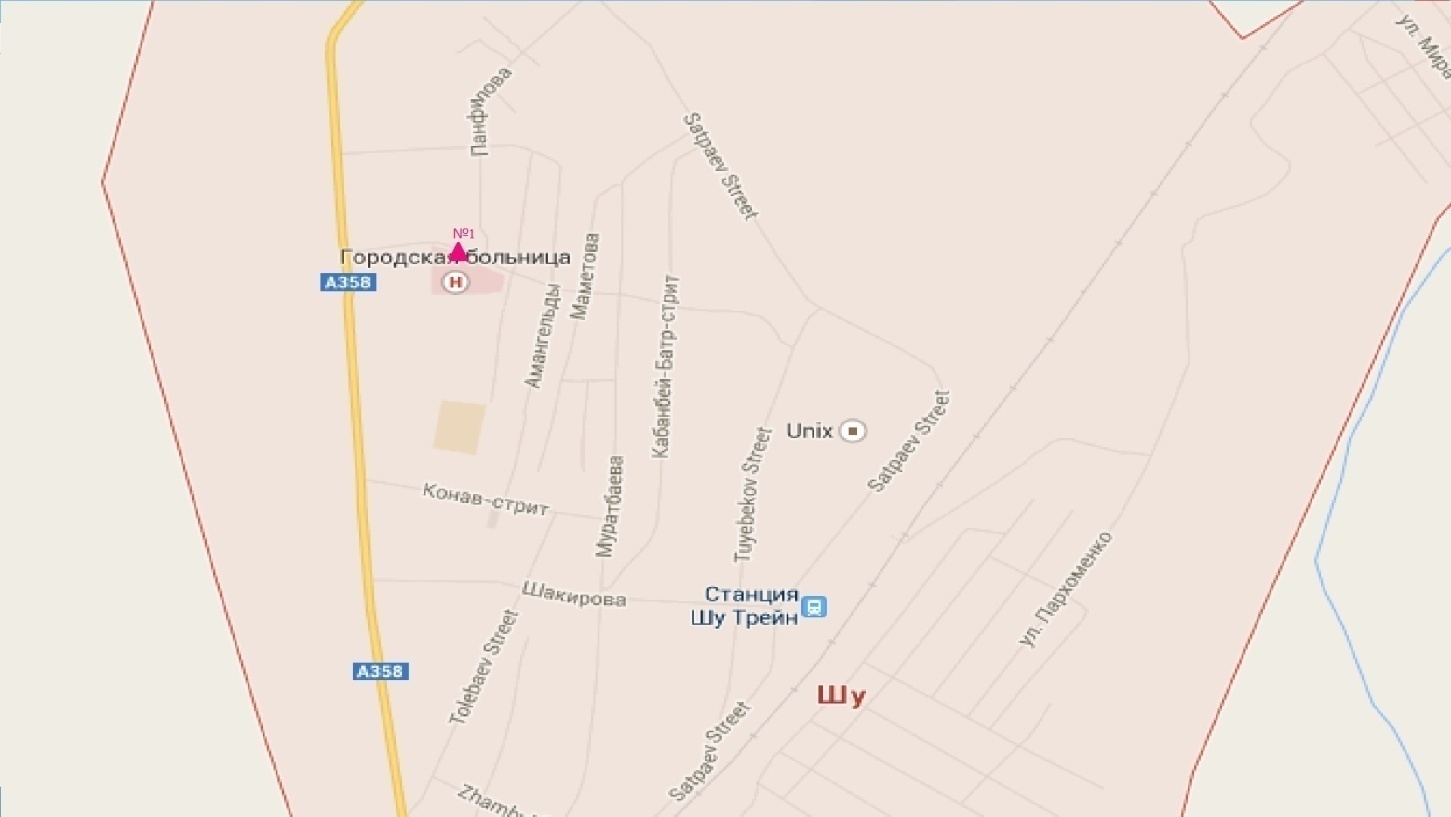 ул. Мира
Панфилова
Satpaev Street
№1
Городская больница
H
A358
Маметова
Амангельды
Кабанбей-Батр-стрит
Unix
Satpaev Street
Tuyebekov Street
Муратбаева
Конав-стрит
ул. Пархоменко
Шакирова
Станция
Шу Трейн
Tolebaev Street
A358
Шу
Satpaev Street